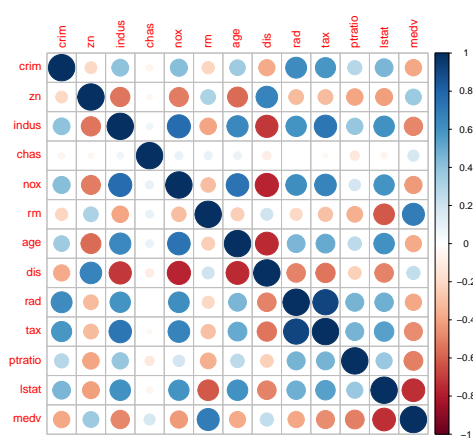 crim zn indus chas nox rm age dis rad tax ptratio lstat medv
crim
zn
indus
chas
nox
rm
age
dis
rad
tax
ptratio
lstat
medv
1
0.8
0.6
0.4
0.2
0
−0.2
−0.4
−0.6
−0.8
−1